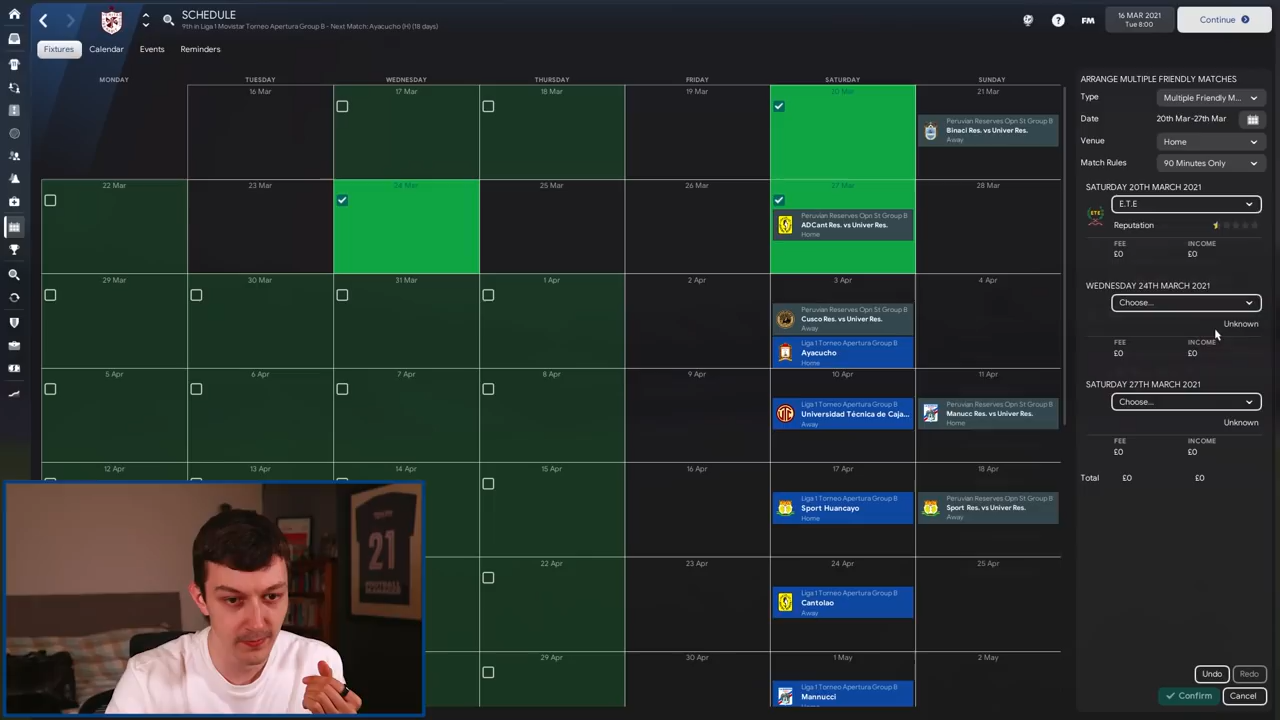 SCHEDULE
9th in Liga 1 Movistar Torneo Apertura Group B - Next Match: Ayacucho (H) (18 days)
FM
16 MAR 2021
Tue 8:00
Continue
Fixtures
Calendar
Events
Reminders
MONDAY
TUESDAY
WEDNESDAY
THURSDAY
FRIDAY
SATURDAY
SUNDAY
16 Mar
17 Mar
18 Mar
19 Mar
20 Mar
21 Mar
Peruvian Reserves Opn St Group B
Binaci Res. vs Univer Res.
Away
22 Mar
23 Mar
24 Mar
25 Mar
26 Mar
27 Mar
Peruvian Reserves Opn St Group B
ADCant Res. vs Univer Res.
Home
28 Mar
29 Mar
30 Mar
31 Mar
1 Apr
2 Apr
3 Apr
Peruvian Reserves Opn St Group B
Cusco Res. vs Univer Res.
Away
Liga 1 Torneo Apertura Group B
Ayacucho
Home
4 Apr
5 Apr
6 Apr
7 Apr
8 Apr
9 Apr
10 Apr
Liga 1 Torneo Apertura Group B
Universidad Técnica de Caja...
Away
11 Apr
Peruvian Reserves Opn St Group B
Manucc Res. vs Univer Res.
Home
12 Apr
13 Apr
14 Apr
15 Apr
16 Apr
17 Apr
Liga 1 Torneo Apertura Group B
Sport Huancayo
Home
18 Apr
Peruvian Reserves Opn St Group B
Sport Res. vs Univer Res.
Away
22 Apr
23 Apr
24 Apr
Liga 1 Torneo Apertura Group B
Cantolao
Away
25 Apr
29 Apr
30 Apr
1 May
Liga 1 Torneo Apertura Group B
Mannucci
Home
2 May
ARRANGE MULTIPLE FRIENDLY MATCHES
Type
Multiple Friendly M...
Date
20th Mar-27th Mar
Venue
Home
Match Rules
90 Minutes Only
SATURDAY 20TH MARCH 2021
E.T.E
Reputation
FEE
INCOME
£0
£0
WEDNESDAY 24TH MARCH 2021
Choose...
Unknown
FEE
INCOME
£0
£0
SATURDAY 27TH MARCH 2021
Choose...
Unknown
FEE
INCOME
£0
£0
Total
£0
£0
Undo
Redo
Confirm
Cancel
21